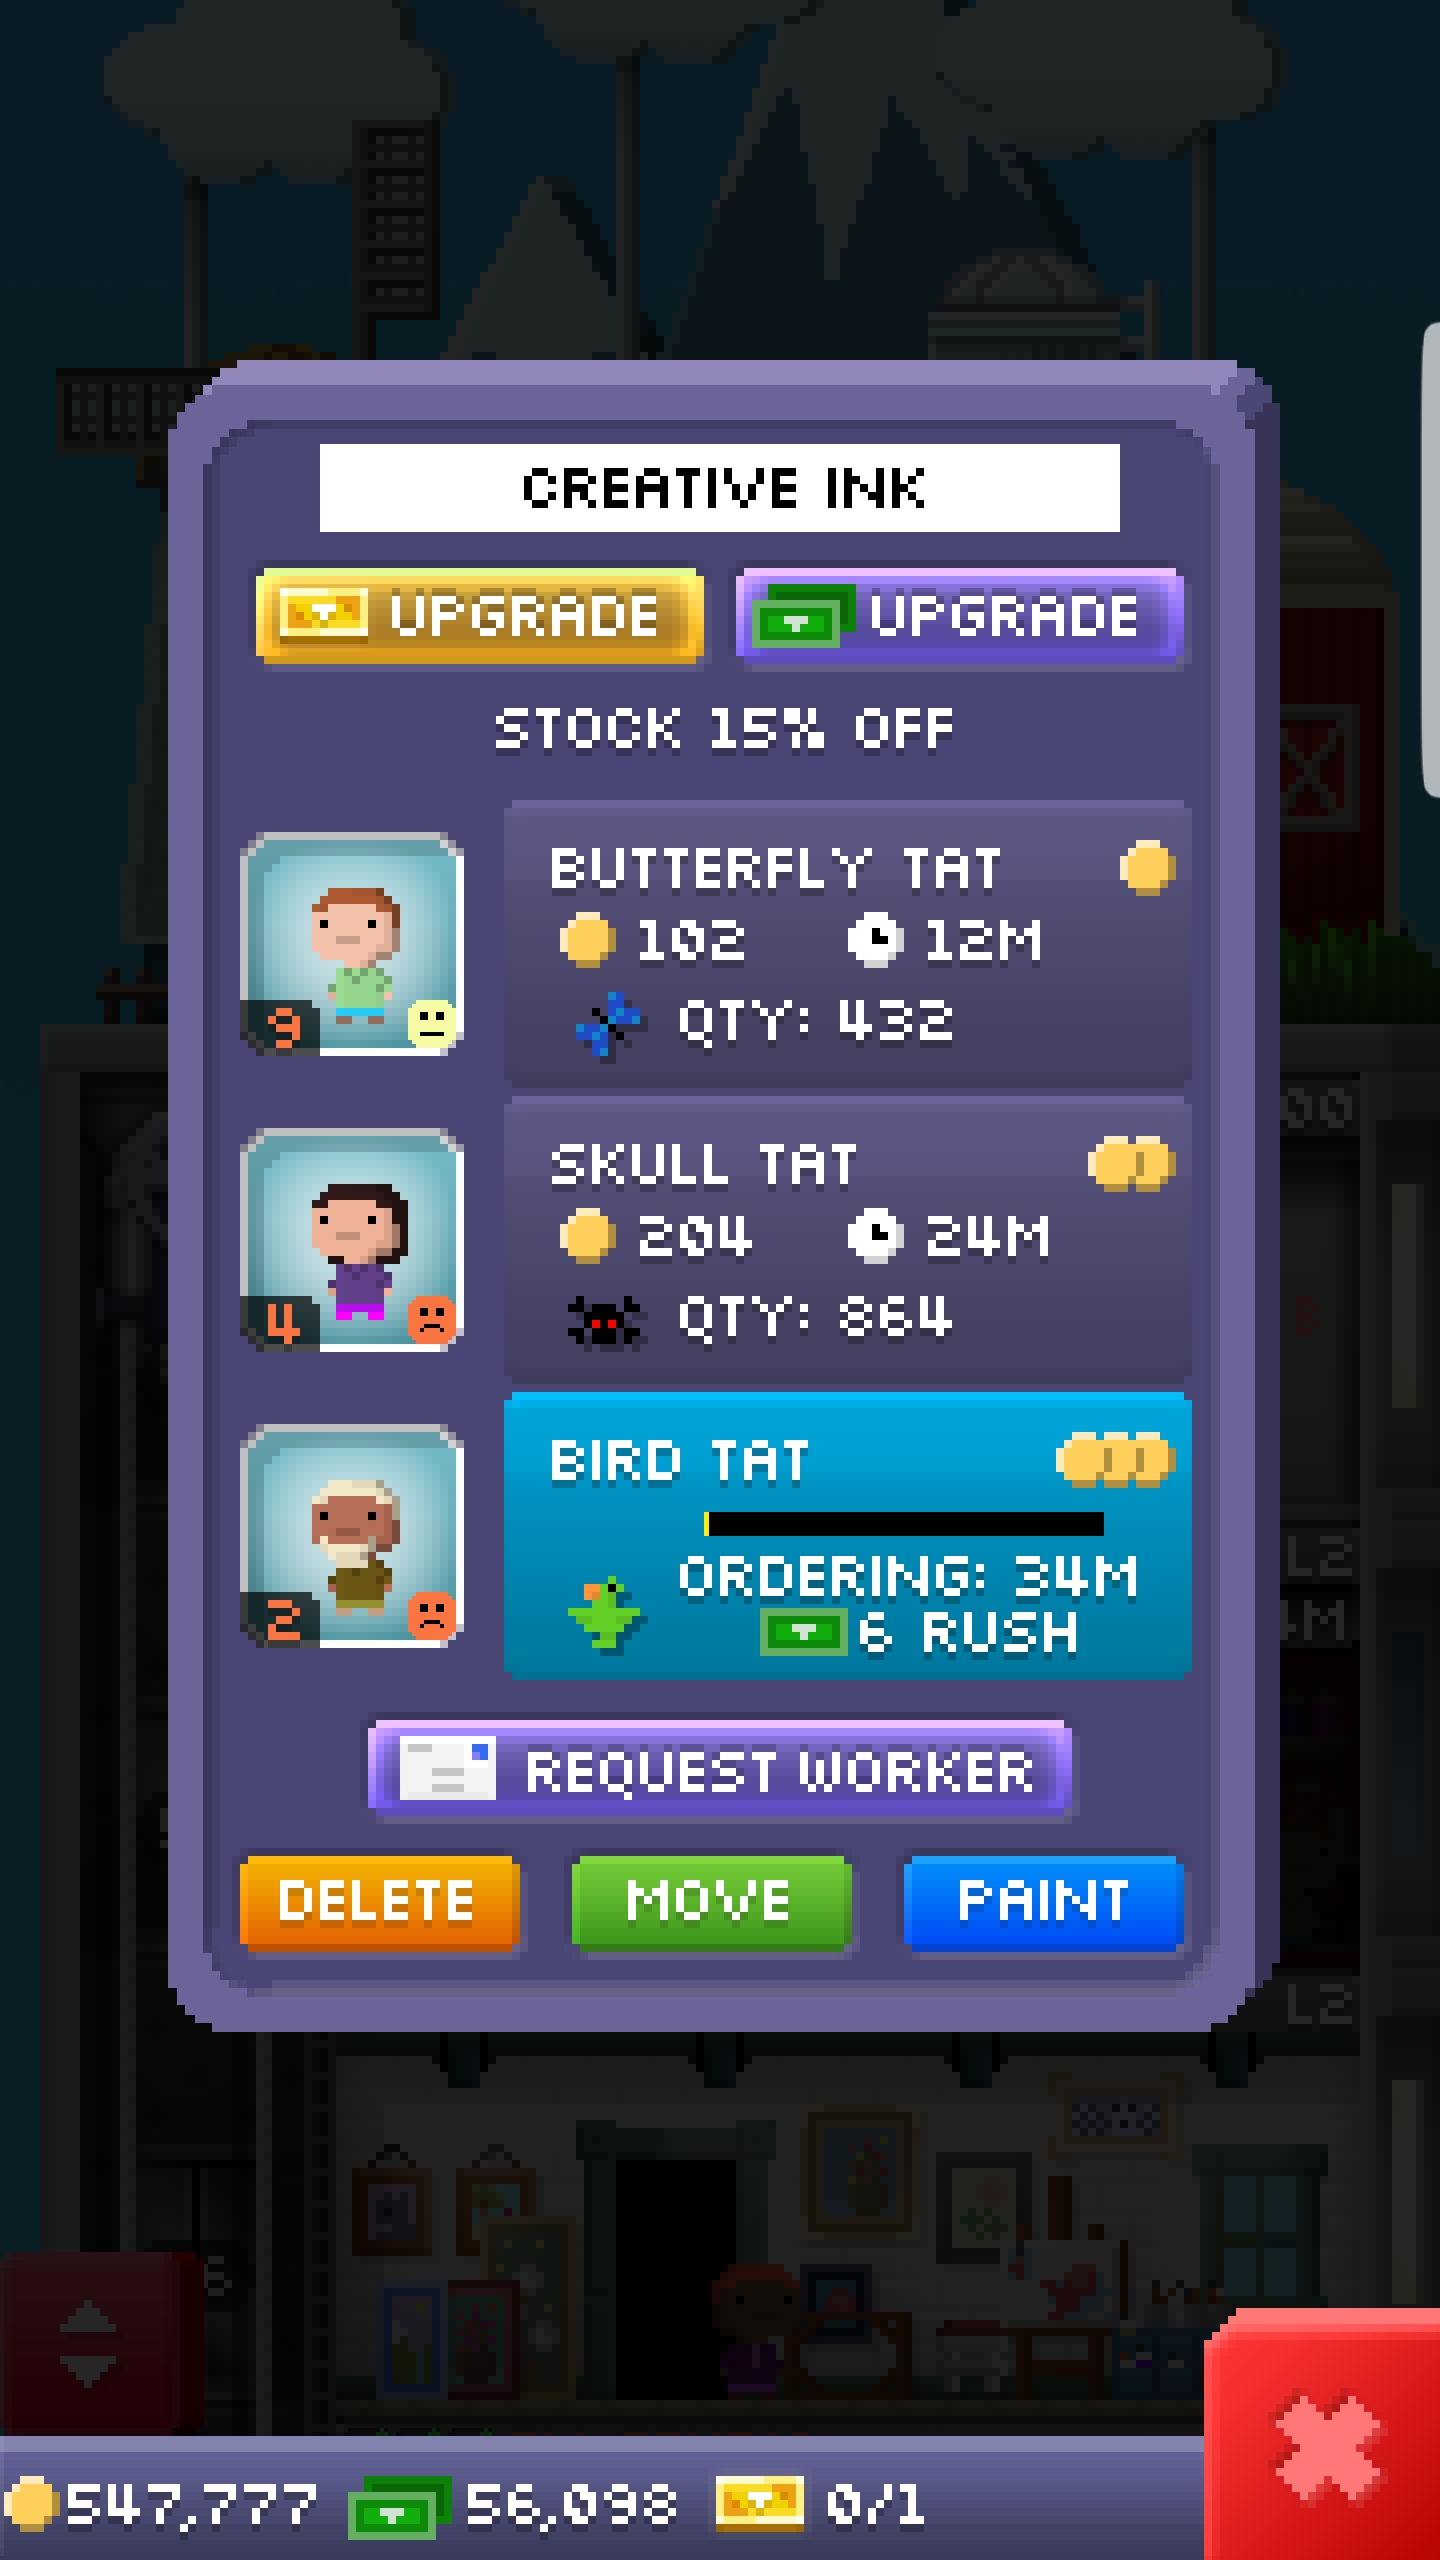 CREATIVE INK
UPGRADE UPGRADE
STOCK 15% OFF
BUTTERFLY TAT
102 12M
QTY: 432
9
SKULL TAT
204 24M
QTY: 864
4
BIRD TAT
ORDERING: 34M
6 RUSH
2
REQUEST WORKER
DELETE MOVE PAINT
547,777 56,098 0/1